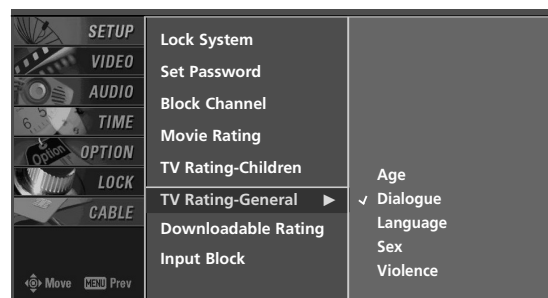 SETUP
VIDEO
AUDIO
TIME
OPTION
LOCK
CABLE
Move MENU Prev
Lock System
Set Password
Block Channel
Movie Rating
TV Rating-Children
TV Rating-General ►
Downloadable Rating
Input Block
Age
✓ Dialogue
Language
Sex
Violence